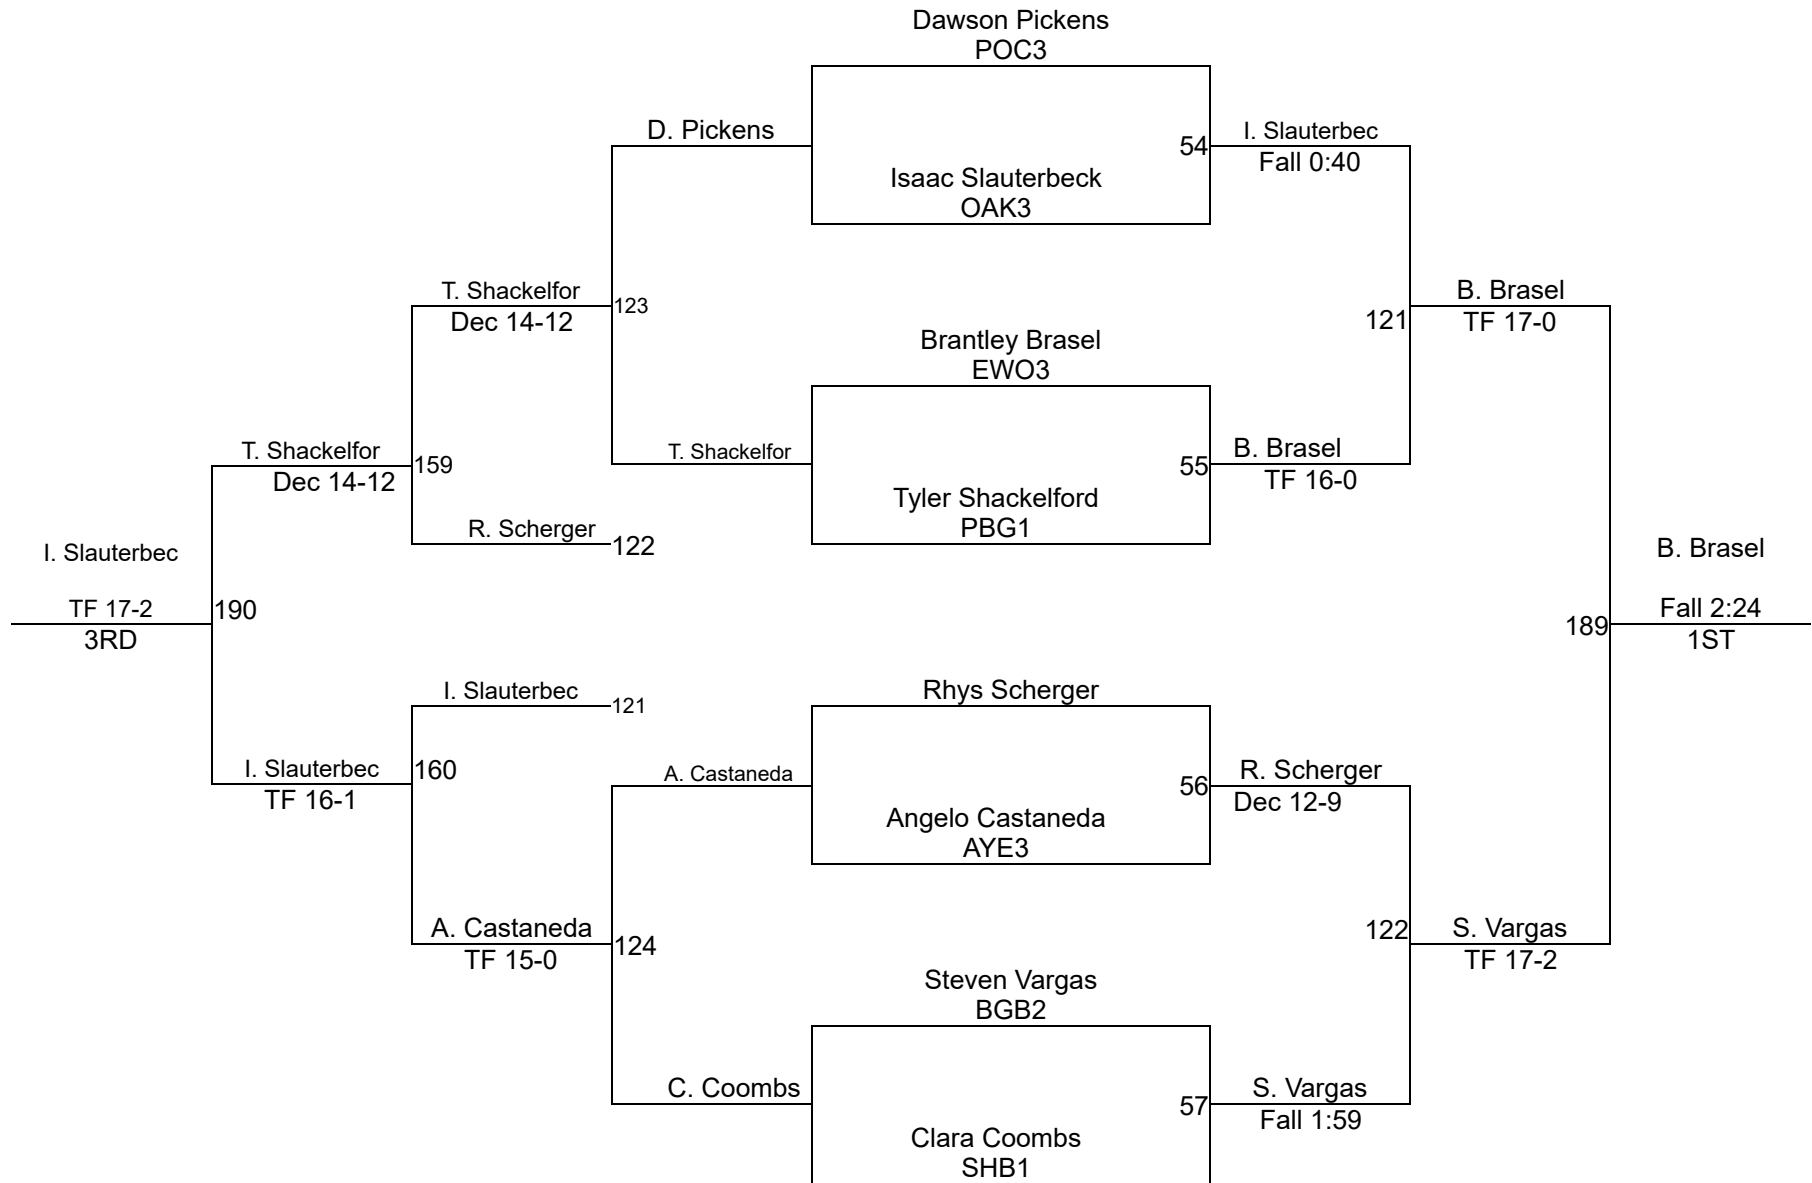 Dawson Pickens
POC3
D. Pickens
54
I. Slauterbec
Fall 0:40
Isaac Slauterbeck
OAK3
T. Shackelfor
Dec 14-12
123
B. Brasel
TF 17-0
121
Brantley Brasel
EWO3
T. Shackelfor
Dec 14-12
159
T. Shackelfor
55
B. Brasel
TF 16-0
Tyler Shackelford
PBG1
R. Scherger
122
I. Slauterbec
TF 17-2
3RD
190
B. Brasel
Fall 2:24
1ST
189
I. Slauterbec
121
Rhys Scherger
I. Slauterbec
TF 16-1
160
A. Castaneda
56
R. Scherger
Dec 12-9
Angelo Castaneda
AYE3
A. Castaneda
TF 15-0
124
122
S. Vargas
TF 17-2
Steven Vargas
BGB2
C. Coombs
57
S. Vargas
Fall 1:59
Clara Coombs
SHB1